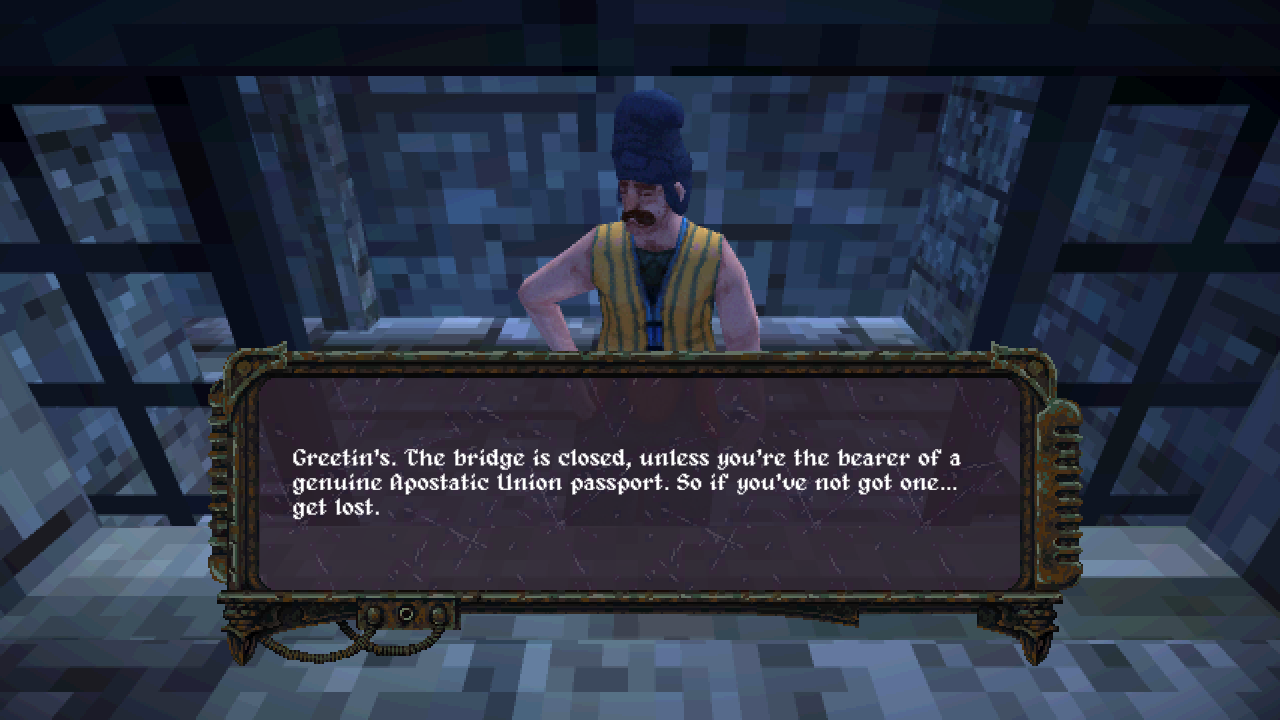 Greetin's. The bridge is closed, unless you're the bearer of a
genuine Apostatic Union passport. So if you've not got one...
get lost.